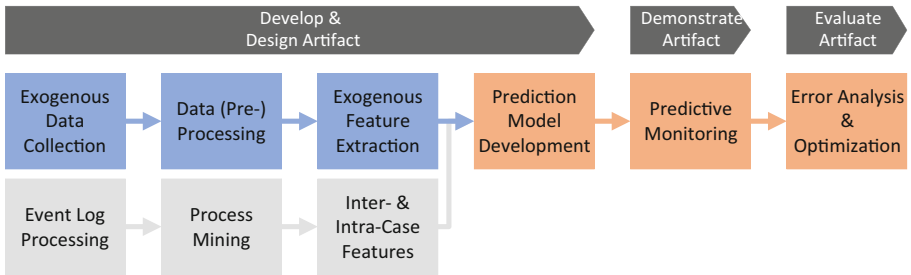 Develop &
Design Artifact
Demonstrate
Artifact
Evaluate
Artifact
Exogenous
Data
Collection
Data (Pre-)
Processing
Exogenous
Feature
Extraction
Prediction
Model
Development
Predictive
Monitoring
Error Analysis
&
Optimization
Event Log
Processing
Process
Mining
Inter- &
Intra-Case
Features